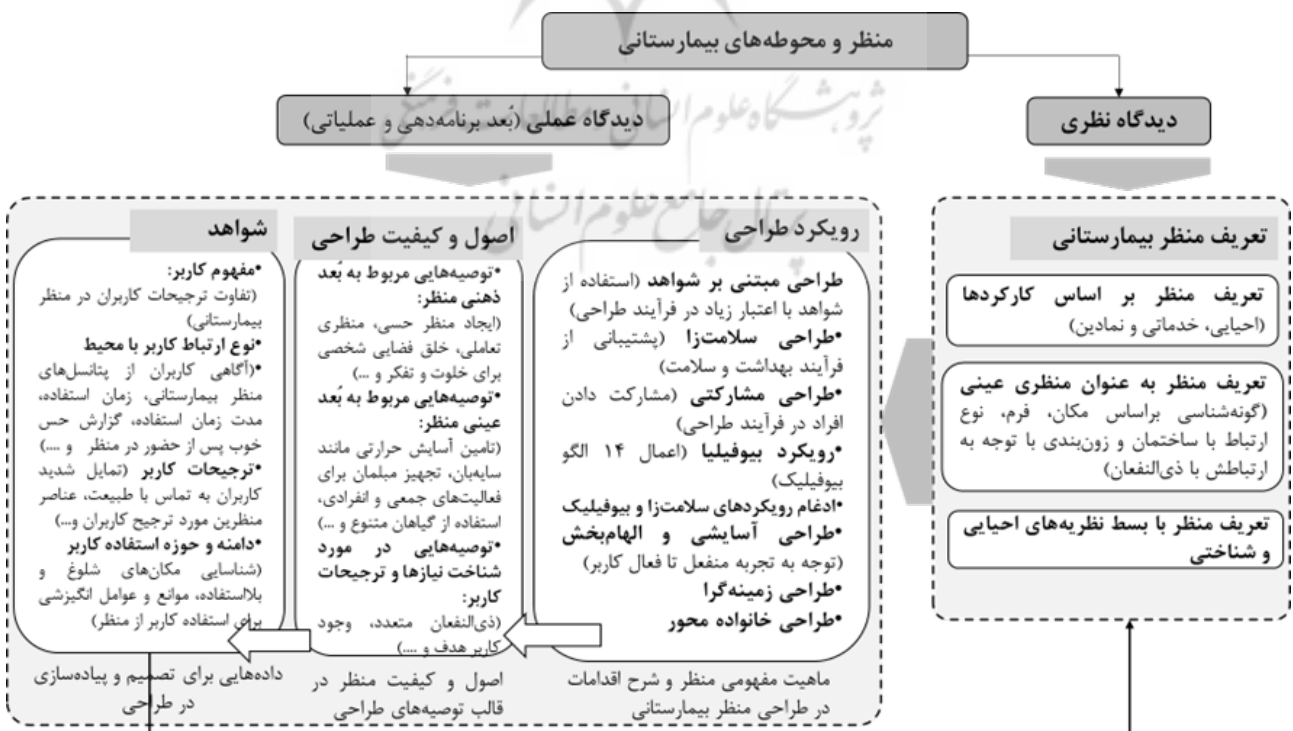 منظر و محوطه‌های بیمارستانی
پژوهشگاه علوم انسانی و مطالعات فرهنگی
دیدگاه نظری
دیدگاه عملی (بُعد برنامه‌دهی و عملیاتی)
پرتال جامع علوم انسانی
تعریف منظر بیمارستانی
تعریف منظر بر اساس کارکردها
(احیایی، خدماتی و نمادین)
تعریف منظر به عنوان منظری عینی
(گونه‌شناسی براساس مکان، فرم، نوع
ارتباط با ساختمان و زون‌بندی با توجه به
ارتباطش با ذی‌النفعان)
تعریف منظر با بسط نظریه‌های احیایی
و شناختی
رویکرد طراحی
طراحی مبتنی بر شواهد (استفاده از
شواهد با اعتبار زیاد در فرآیند طراحی)
•طراحی سلامت‌زا (پشتیبانی از
فرآیند بهداشت و سلامت)
•طراحی مشارکتی (مشارکت دادن
افراد در فرآیند طراحی)
•رویکرد بیوفیلیا (اعمال ۱۴ الگو
بیوفیلیک)
•ادغام رویکردهای سلامت‌زا و بیوفیلیک
•طراحی آسایشی و الهام‌بخش
(توجه به تجربه منفعل تا فعال کاربر)
•طراحی زمینه‌گرا
•طراحی خانواده محور
ماهیت مفهومی منظر و شرح اقدامات
در طراحی منظر بیمارستانی
اصول و کیفیت طراحی
•توصیه‌هایی مربوط به بُعد
ذهنی منظر:
(ایجاد منظر حسی، منظری
تعاملی، خلق فضایی شخصی
برای خلوت و تفکر و ...)
•توصیه‌هایی مربوط به بُعد
عینی منظر:
(تامین آسایش حرارتی مانند
سایه‌بان، تجهیز مبلمان برای
فعالیت‌های جمعی و انفرادی،
استفاده از گیاهان متنوع و ...)
•توصیه‌هایی در مورد
شناخت نیازها و ترجیحات
کاربر:
(ذی‌النفعان متعدد، وجود
کاربر هدف و ....)
اصول و کیفیت منظر در
قالب توصیه‌های طراحی
شواهد
•مفهوم کاربر:
(تفاوت ترجیحات کاربران در منظر
بیمارستانی)
•نوع ارتباط کاربر با محیط
•(آگاهی کاربران از پتانسل‌های
منظر بیمارستانی، زمان استفاده،
مدت زمان استفاده، گزارش حس
خوب پس از حضور در منظر و ....)
•ترجیحات کاربر (تمایل شدید
کاربران به تماس با طبیعت، عناصر
منظرین مورد ترجیح کاربران و...)
•دامنه و حوزه استفاده کاربر
(شناسایی مکان‌های شلوغ و
بلااستفاده، موانع و عوامل انگیزشی
برای استفاده کاربر از منظر)
داده‌هایی برای تصمیم و پیاده‌سازی
در طراحی